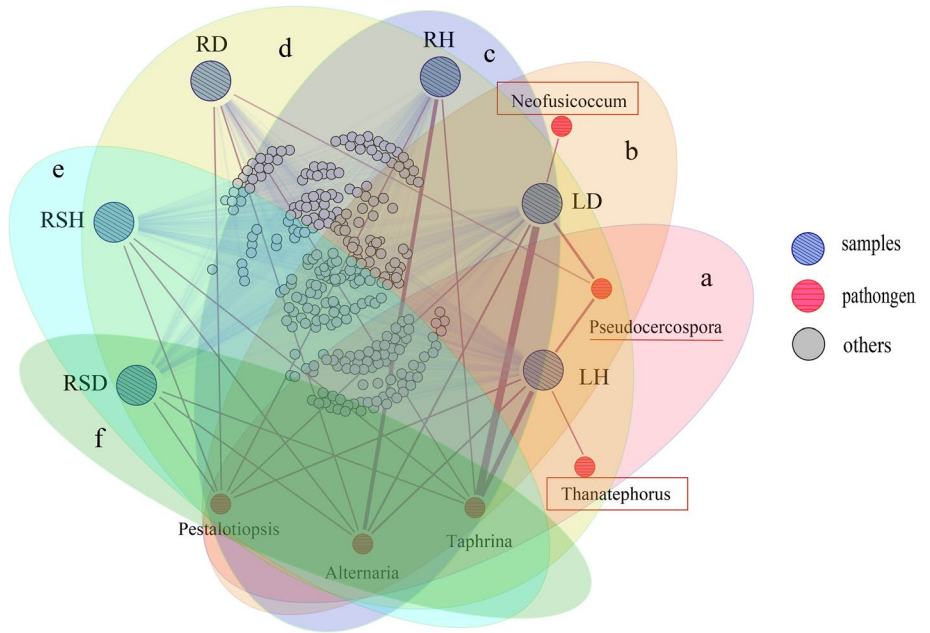 RD
d
RH
c
Neofusicoccum
b
e
RSH
LD
samples
a
pathongen
Pseudocercospora
others
RSD
LH
f
Thanatephorus
Pestalotiopsis
Taphrina
Alternaria